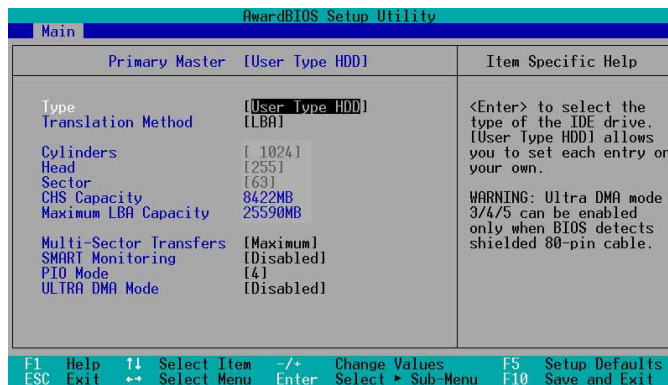 AwardBIOS Setup Utility
Main
Primary Master [User Type HDD]
Item Specific Help
Type [User Type HDD]
Translation Method [LBA]
Cylinders [ 1024]
Head [255]
Sector [63]
CHS Capacity 8422MB
Maximum LBA Capacity 25590MB
Multi-Sector Transfers [Maximum]
SMART Monitoring [Disabled]
PIO Mode [4]
ULTRA DMA Mode [Disabled]
<Enter> to select the
type of the IDE drive.
[User Type HDD] allows
you to set each entry on
your own.
WARNING: Ultra DMA mode
3/4/5 can be enabled
only when BIOS detects
shielded 80-pin cable.
F1 Help ↑↓ Select Item -/+ Change Values F5 Setup Defaults
ESC Exit ←→ Select Menu Enter Select ► Sub-Menu F10 Save and Exit